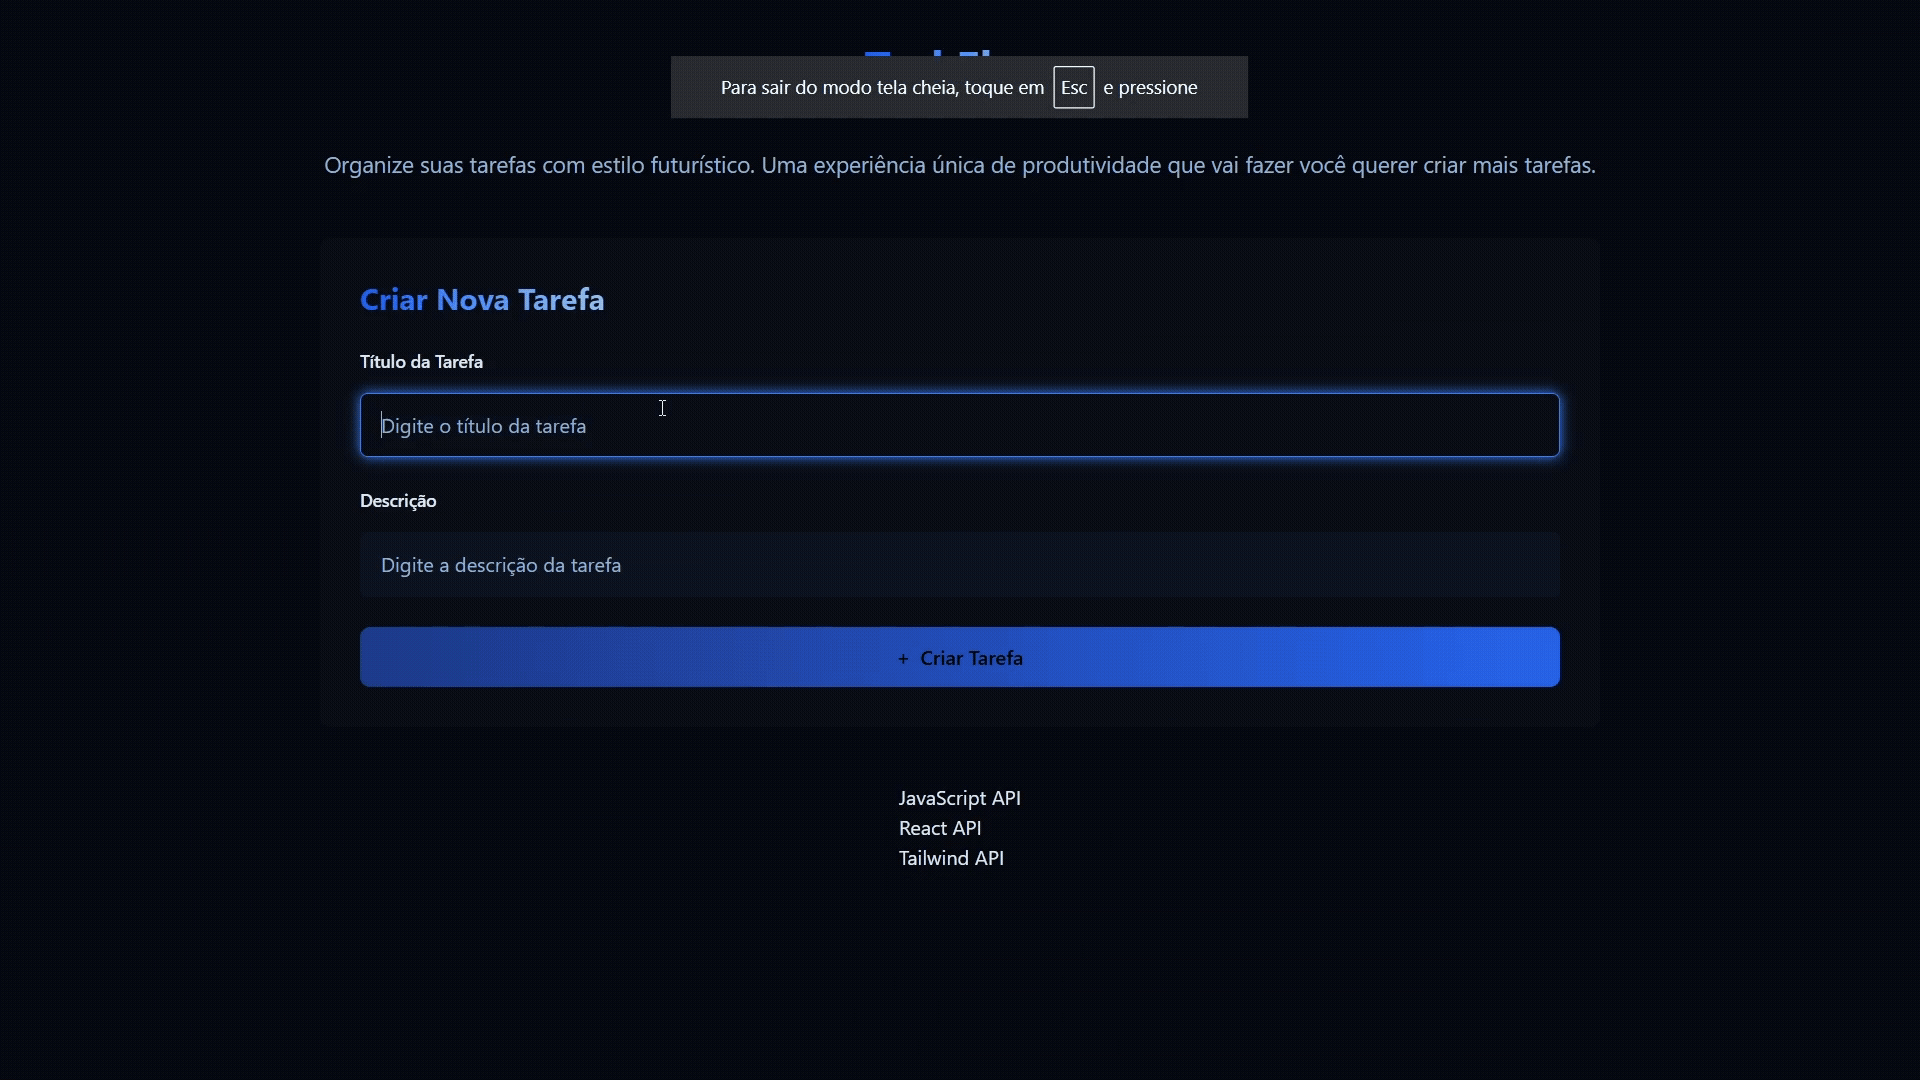 Para sair do modo tela cheia, toque em Esc e pressione
Organize suas tarefas com estilo futurístico. Uma experiência única de produtividade que vai fazer você querer criar mais tarefas.
Criar Nova Tarefa
Título da Tarefa
Digite o título da tarefa
Descrição
Digite a descrição da tarefa
+ Criar Tarefa
JavaScript API
React API
Tailwind API